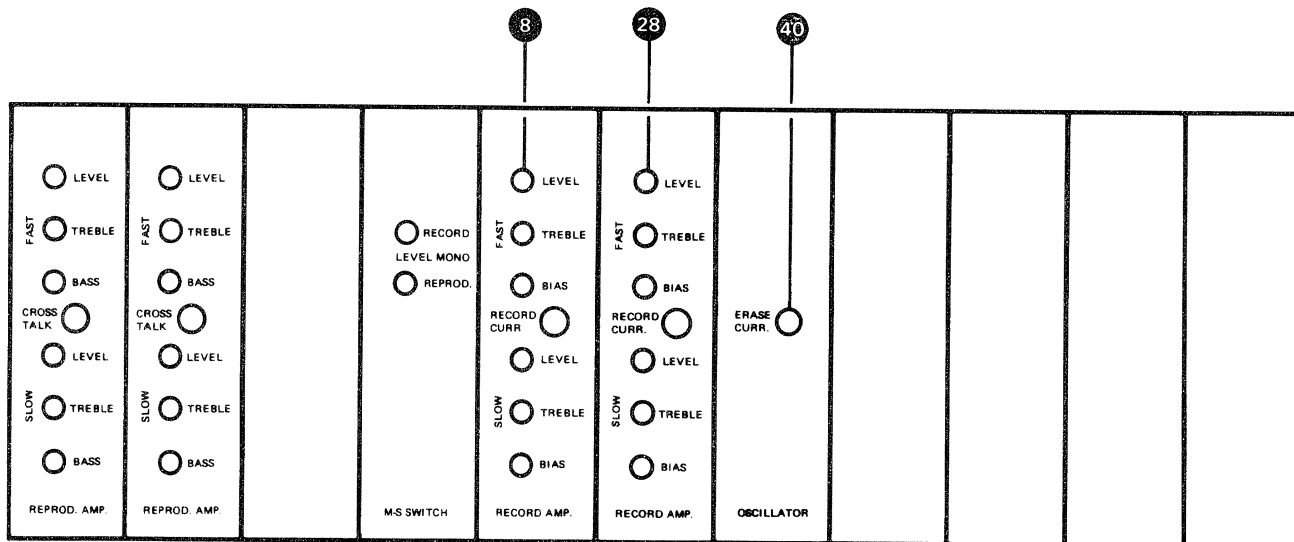 8
28
40
LEVEL
FAST
TREBLE
BASS
CROSS
TALK
LEVEL
SLOW
TREBLE
BASS
REPROD. AMP.
LEVEL
FAST
TREBLE
BASS
CROSS
TALK
LEVEL
SLOW
TREBLE
BASS
REPROD. AMP.
RECORD
LEVEL MONO
REPROD.
M-S SWITCH
LEVEL
FAST
TREBLE
BIAS
RECORD
CURR
LEVEL
SLOW
TREBLE
BIAS
RECORD AMP.
LEVEL
FAST
TREBLE
BIAS
RECORD
CURR.
LEVEL
SLOW
TREBLE
BIAS
RECORD AMP.
ERASE
CURR.
OSCILLATOR